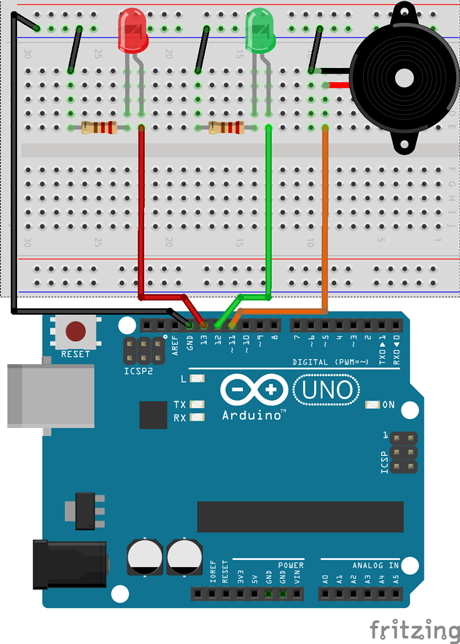 30 25 20 15 10 5 1
30 25 20 15 10 5 1
RESET
ICSP2
AREF
GND
13
12
~11
~10
~9
8
7
~6
~5
4
~3
2
TX0▶1
RX0◀0
DIGITAL (PWM=~)
L
TX
RX
UNO
Arduino™
ON
ICSP
1
IOREF
RESET
3V3
5V
GND
GND
VIN
POWER
ANALOG IN
A0
A1
A2
A3
A4
A5
fritzing